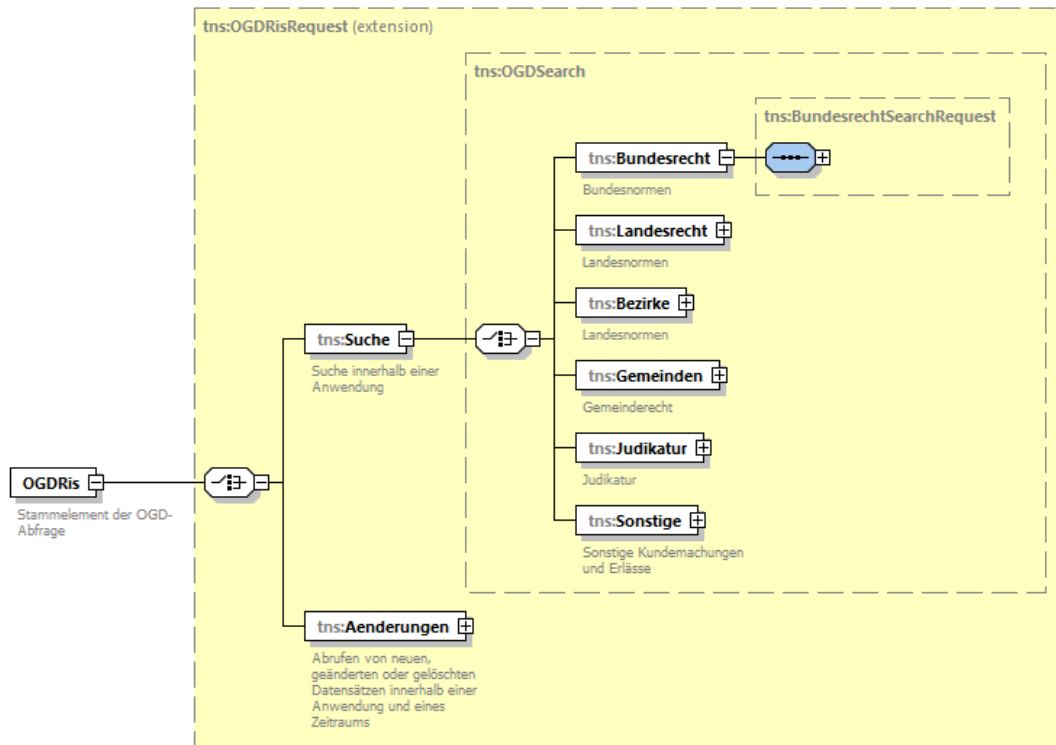 tns:OGDRisRequest (extension)
tns:OGDSearch
tns:BundesrechtSearchRequest
tns:Bundesrecht
Bundesnormen
tns:Landesrecht
Landesnormen
tns:Bezirke
Landesnormen
tns:Suche
Suche innerhalb einer
Anwendung
tns:Gemeinden
Gemeinderecht
tns:Judikatur
Judikatur
OGDRis
Stammelement der OGD-
Abfrage
tns:Sonstige
Sonstige Kundemachungen
und Erlässe
tns:Aenderungen
Abrufen von neuen,
geänderten oder gelöschten
Datensätzen innerhalb einer
Anwendung und eines
Zeitraums